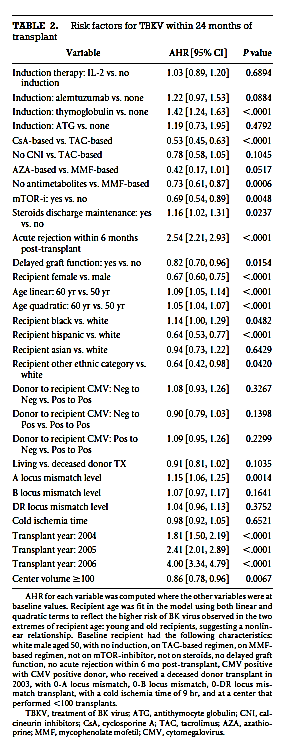 TABLE 2. Risk factors for TBKV within 24 months of
transplant
Variable AHR [95% CI] P value
Induction therapy: IL-2 vs. no 1.03 [0.89, 1.20] 0.6894
induction
Induction: alemtuzumab vs. none 1.22 [0.97, 1.53] 0.0884
Induction: thymoglobulin vs. none 1.42 [1.24, 1.63] <.0001
Induction: ATG vs. none 1.19 [0.73, 1.95] 0.4792
CsA-based vs. TAC-based 0.53 [0.45, 0.63] <.0001
No CNI vs. TAC-based 0.78 [0.58, 1.05] 0.1045
AZA-based vs. MMF-based 0.42 [0.17, 1.01] 0.0517
No antimetabolites vs. MMF-based 0.73 [0.61, 0.87] 0.0006
mTOR-i: yes vs. no 0.69 [0.54, 0.89] 0.0048
Steroids discharge maintenance: yes 1.16 [1.02, 1.31] 0.0237
vs. no
Acute rejection within 6 months 2.54 [2.21, 2.93] <.0001
post-transplant
Delayed graft function: yes vs. no 0.82 [0.70, 0.96] 0.0154
Recipient female vs. male 0.67 [0.60, 0.75] <.0001
Age linear: 60 yr vs. 50 yr 1.09 [1.05, 1.14] <.0001
Age quadratic: 60 yr vs. 50 yr 1.05 [1.04, 1.07] <.0001
Recipient black vs. white 1.14 [1.00, 1.29] 0.0482
Recipient hispanic vs. white 0.64 [0.53, 0.77] <.0001
Recipient asian vs. white 0.94 [0.73, 1.22] 0.6429
Recipient other ethnic category vs. 0.64 [0.42, 0.98] 0.0420
white
Donor to recipient CMV: Neg to 1.08 [0.93, 1.26] 0.3267
Neg vs. Pos to Pos
Donor to recipient CMV: Neg to 0.90 [0.79, 1.03] 0.1398
Pos vs. Pos to Pos
Donor to recipient CMV: Pos to 1.09 [0.95, 1.26] 0.2299
Neg vs. Pos to Pos
Living vs. deceased donor TX 0.91 [0.81, 1.02] 0.1035
A locus mismatch level 1.15 [1.06, 1.25] 0.0014
B locus mismatch level 1.07 [0.97, 1.17] 0.1641
DR locus mismatch level 1.04 [0.96, 1.13] 0.3752
Cold ischemia time 0.98 [0.92, 1.05] 0.6521
Transplant year: 2004 1.81 [1.50, 2.19] <.0001
Transplant year: 2005 2.41 [2.01, 2.89] <.0001
Transplant year: 2006 4.00 [3.34, 4.79] <.0001
Center volume ≥100 0.86 [0.78, 0.96] 0.0067
AHR for each variable was computed where the other variables were at
baseline values. Recipient age was fit in the model using both linear and
quadratic terms to reflect the higher risk of BK virus observed in the two
extremes of recipient age: young and old recipients, suggesting a nonlin-
ear relationship. Baseline recipient had the following characteristics:
white male aged 50, with no induction, on TAC-based regimen, on MMF-
based regimen, not on mTOR-inhibitor, not on steroids, no delayed graft
function, no acute rejection within 6 mo post-transplant, CMV positive
with CMV positive donor, who received a deceased donor transplant in
2003, with 0-A locus mismatch, 0-B locus mismatch, 0-DR locus mis-
match transplant, with a cold ischemia time of 9 hr, and at a center that
performed <100 transplants.
TBKV, treatment of BK virus; ATG, antithymocyte globulin; CNI, cal-
cineurin inhibitors; CsA, cyclosporine A; TAC, tacrolimus; AZA, azathio-
prine; MMF, mycophenolate mofetil; CMV, cytomegalovirus.